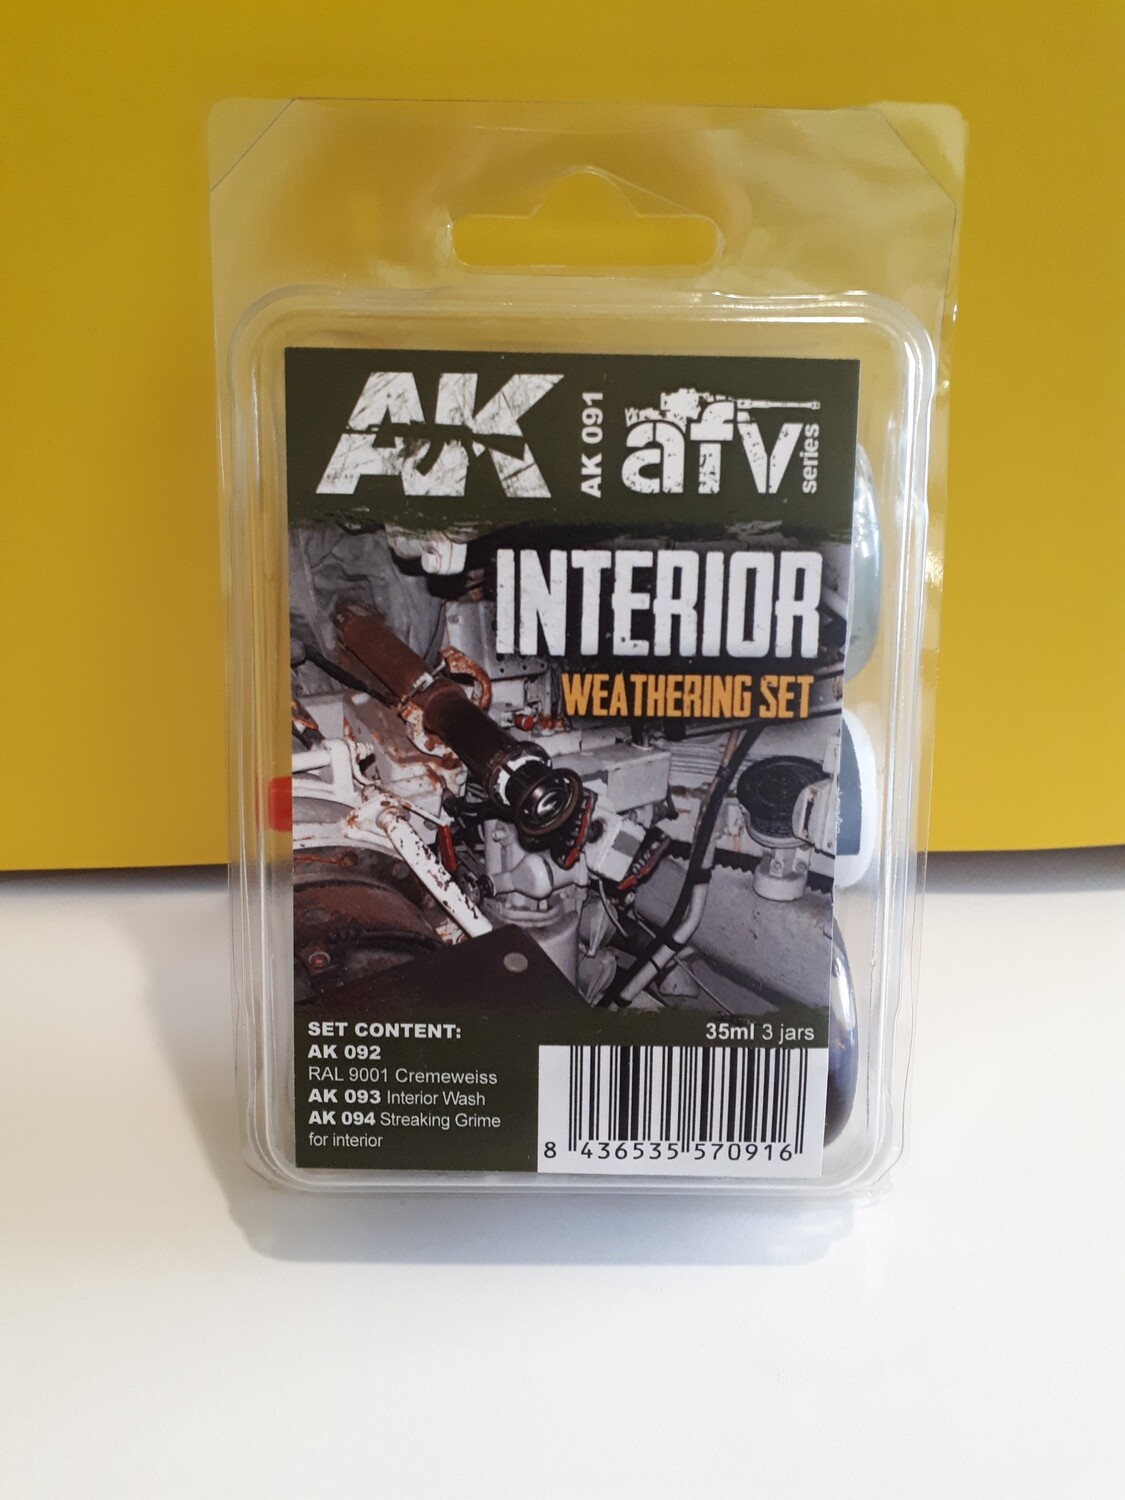 AK
AK 091
afv series
INTERIOR
WEATHERING SET
SET CONTENT:
AK 092
RAL 9001 Cremeweiss
AK 093 Interior Wash
AK 094 Streaking Grime
for interior
35ml 3 jars
8 436535 570916